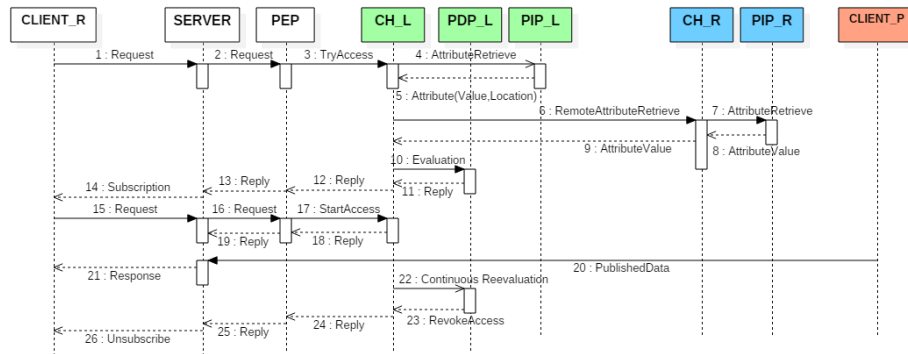 CLIENT_R SERVER PEP CH_L PDP_L PIP_L CH_R PIP_R CLIENT_P
1 : Request 2 : Request 3 : TryAccess 4 : AttributeRetrieve
5 : Attribute(Value,Location)
6 : RemoteAttributeRetrieve 7 : AttributeRetrieve
9 : AttributeValue 8 : AttributeValue
10 : Evaluation
14 : Subscription 13 : Reply 12 : Reply 11 : Reply
15 : Request 16 : Request 17 : StartAccess
19 : Reply 18 : Reply
21 : Response 20 : PublishedData
22 : Continuous Reevaluation
26 : Unsubscribe 25 : Reply 24 : Reply 23 : RevokeAccess